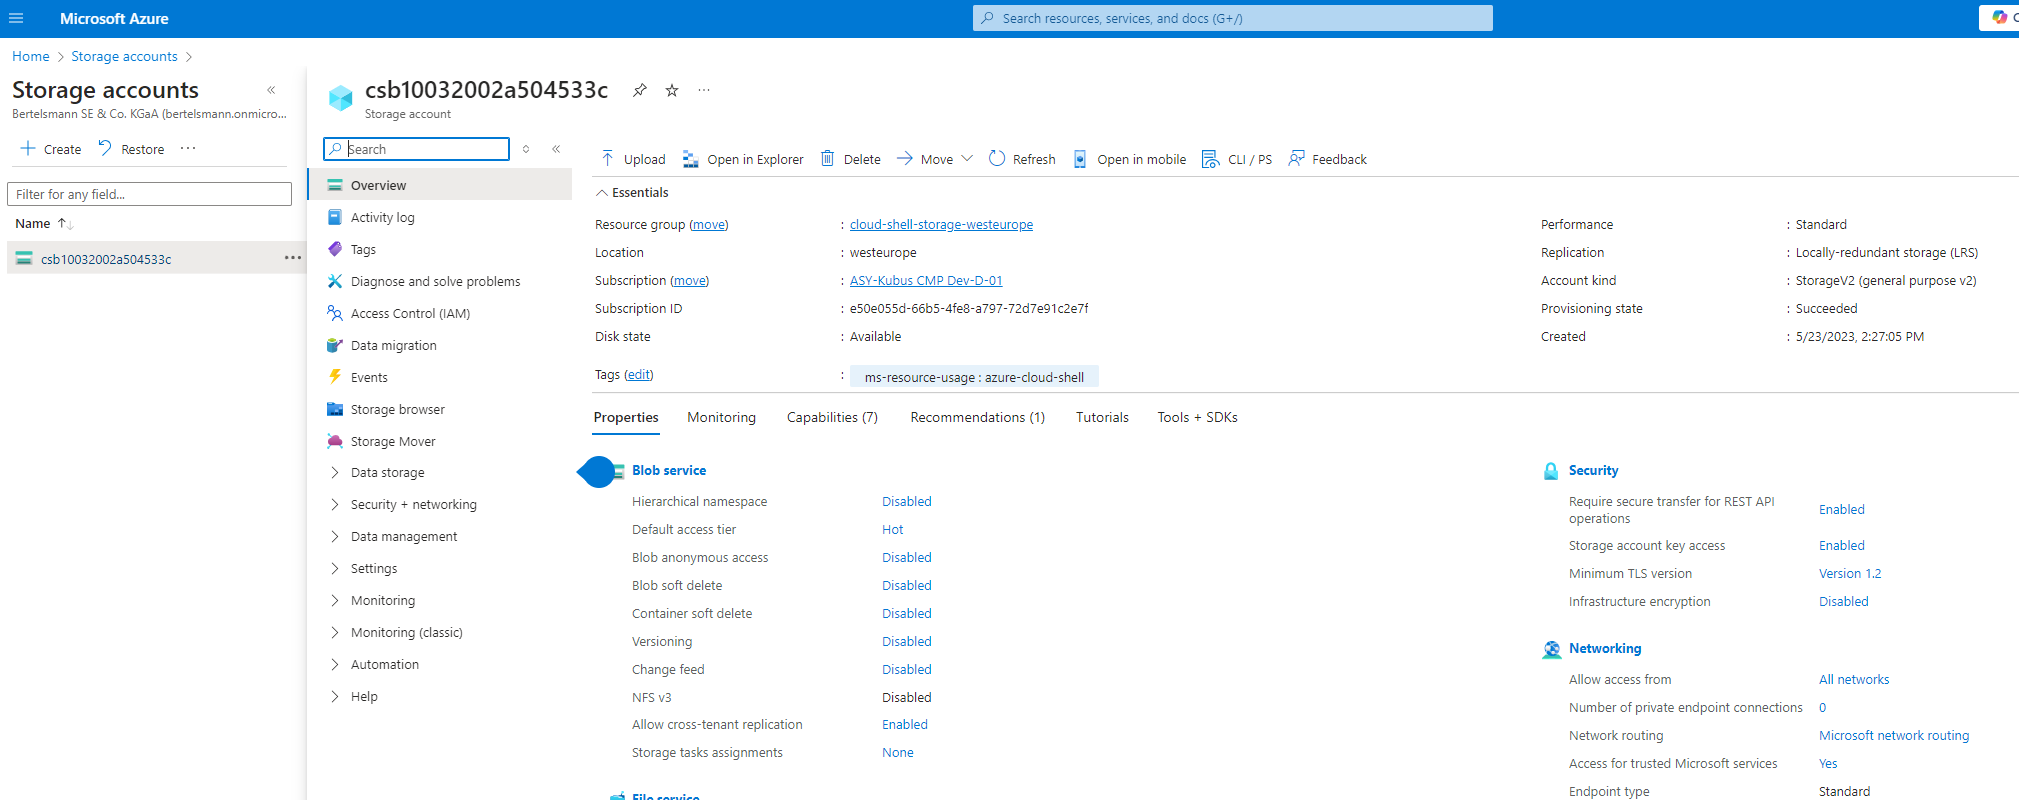 Microsoft Azure
Search resources, services, and docs (G+/)
Home > Storage accounts >
Storage accounts
Bertelsmann SE & Co. KGaA (bertelsmann.onmicro...
Create Restore ...
Filter for any field...
Name
csb10032002a504533c
csb10032002a504533c
Storage account
Search
Overview
Activity log
Tags
Diagnose and solve problems
Access Control (IAM)
Data migration
Events
Storage browser
Storage Mover
Data storage
Security + networking
Data management
Settings
Monitoring
Monitoring (classic)
Automation
Help
Upload Open in Explorer Delete Move Refresh Open in mobile CLI / PS Feedback
Essentials
Resource group (move) : cloud-shell-storage-westeurope
Location : westeurope
Subscription (move) : ASY-Kubus CMP Dev-D-01
Subscription ID : e50e055d-66b5-4fe8-a797-72d7e91c2e7f
Disk state : Available
Tags (edit) : ms-resource-usage : azure-cloud-shell
Performance : Standard
Replication : Locally-redundant storage (LRS)
Account kind : StorageV2 (general purpose v2)
Provisioning state : Succeeded
Created : 5/23/2023, 2:27:05 PM
Properties Monitoring Capabilities (7) Recommendations (1) Tutorials Tools + SDKs
Blob service
Hierarchical namespace Disabled
Default access tier Hot
Blob anonymous access Disabled
Blob soft delete Disabled
Container soft delete Disabled
Versioning Disabled
Change feed Disabled
NFS v3 Disabled
Allow cross-tenant replication Enabled
Storage tasks assignments None
File service
Security
Require secure transfer for REST API
operations Enabled
Storage account key access Enabled
Minimum TLS version Version 1.2
Infrastructure encryption Disabled
Networking
Allow access from All networks
Number of private endpoint connections 0
Network routing Microsoft network routing
Access for trusted Microsoft services Yes
Endpoint type Standard